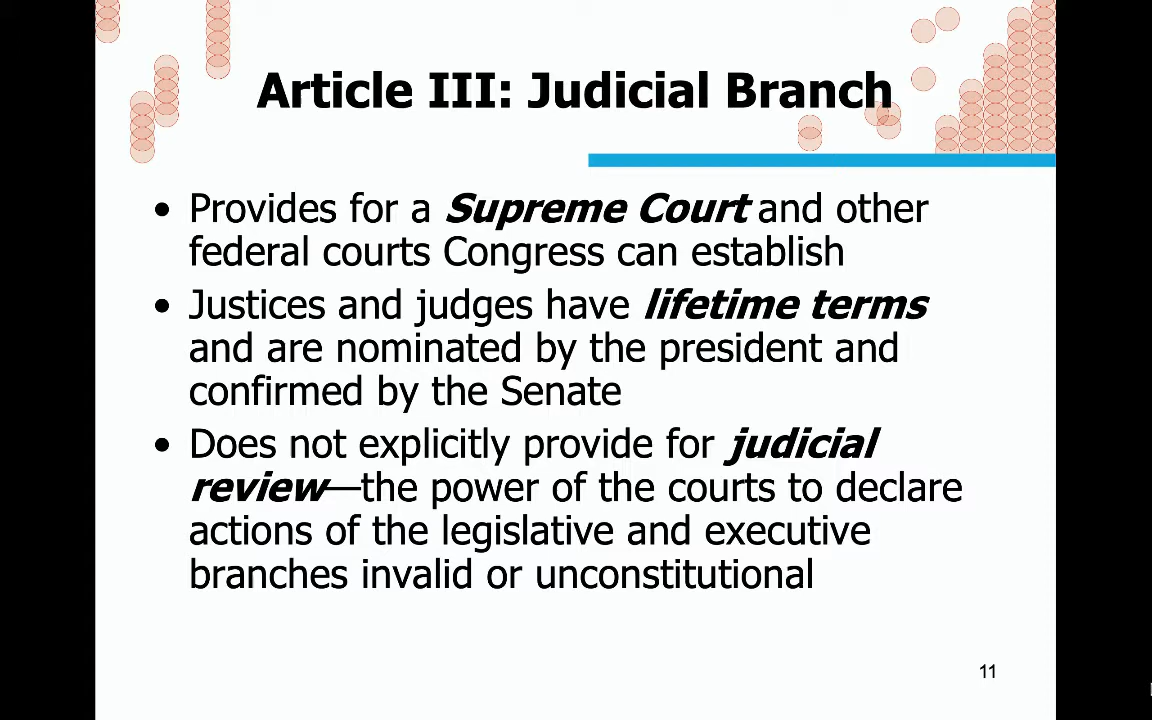 Article III: Judicial Branch
• Provides for a Supreme Court and other
federal courts Congress can establish
• Justices and judges have lifetime terms
and are nominated by the president and
confirmed by the Senate
• Does not explicitly provide for judicial
review—the power of the courts to declare
actions of the legislative and executive
branches invalid or unconstitutional
11